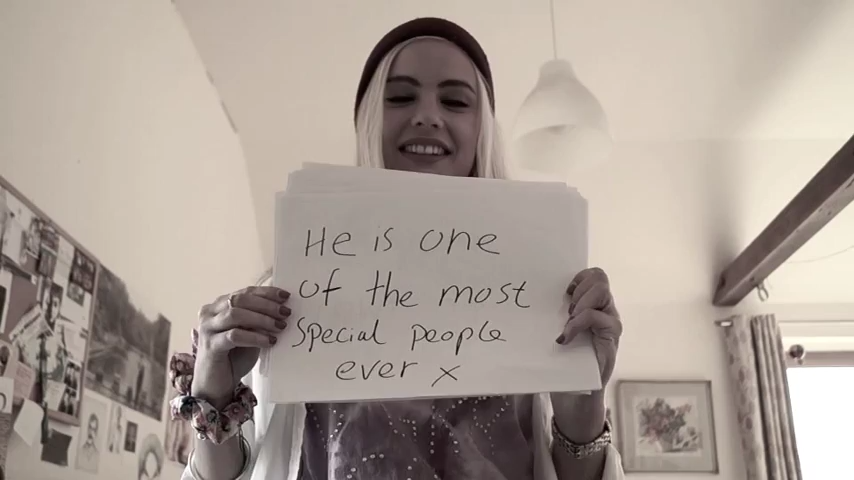 He is one
of the most
special people
ever x